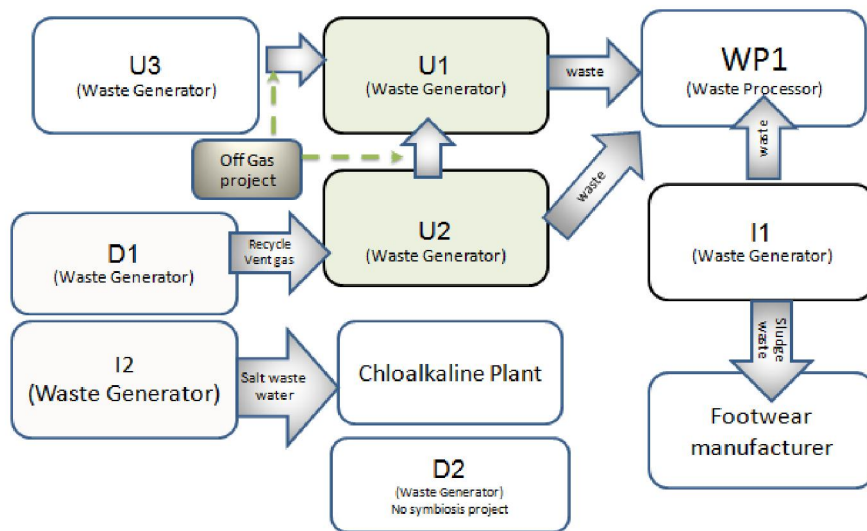 U3
(Waste Generator)
U1
(Waste Generator)
waste
WP1
(Waste Processor)
Off Gas
project
waste
waste
D1
(Waste Generator)
Recycle
Vent gas
U2
(Waste Generator)
I1
(Waste Generator)
I2
(Waste Generator)
Salt waste
water
Chloalkaline Plant
Sludge
waste
Footwear
manufacturer
D2
(Waste Generator)
No symbiosis project